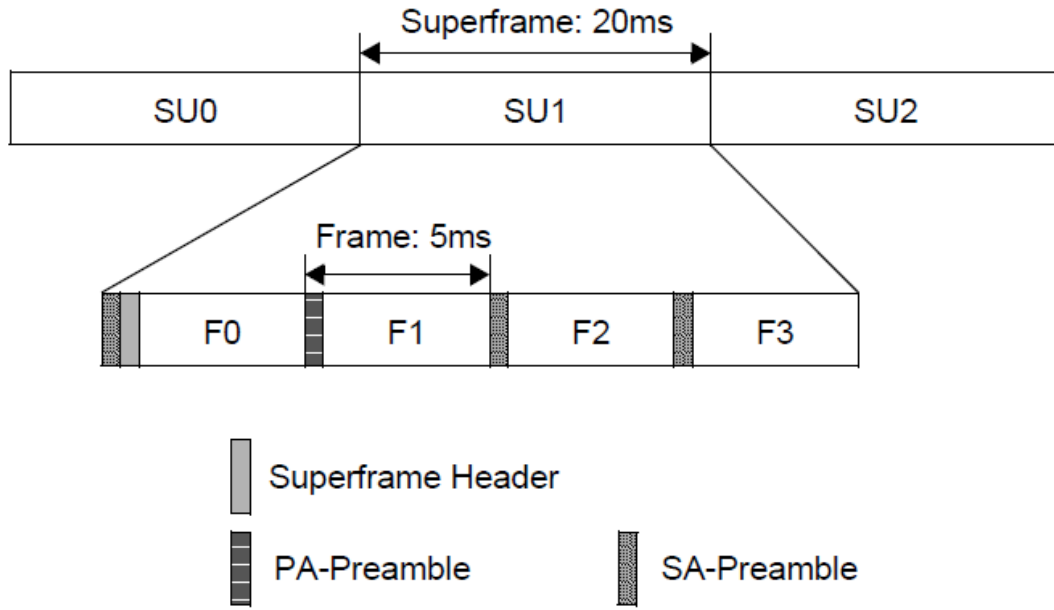 Superframe: 20ms
SU0 SU1 SU2
Frame: 5ms
F0 F1 F2 F3
Superframe Header
PA-Preamble SA-Preamble